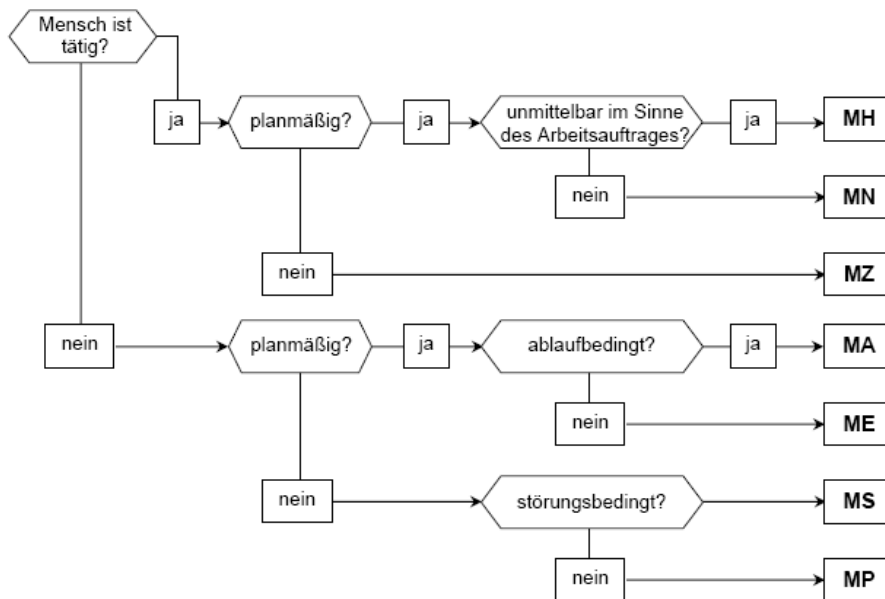 Mensch ist
tätig?
ja
planmäßig?
ja
unmittelbar im Sinne
des Arbeitsauftrages?
ja
MH
nein
MN
nein
MZ
nein
planmäßig?
ja
ablaufbedingt?
ja
MA
nein
ME
nein
störungsbedingt?
MS
nein
MP